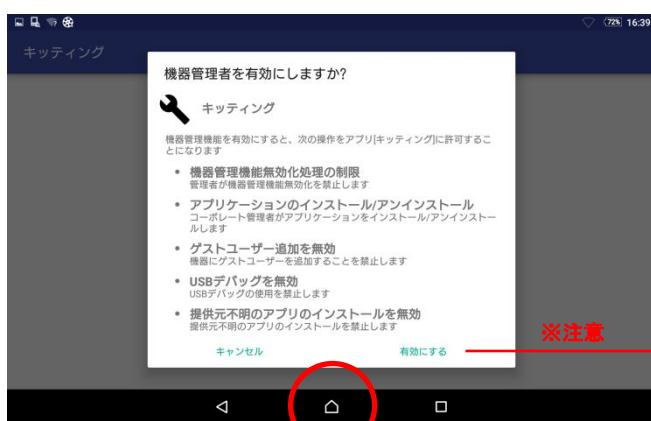 72% 16:39
キッティング
機器管理者を有効にしますか?
キッティング
機器管理機能を有効にすると、次の操作をアプリ[キッティング]に許可するこ
とになります
• 機器管理機能無効化処理の制限
管理者が機器管理機能無効化を禁止します
• アプリケーションのインストール/アンインストール
コーポレート管理者がアプリケーションをインストール/アンインストー
ルします
• ゲストユーザー追加を無効
機器にゲストユーザーを追加することを禁止します
• USBデバッグを無効
USBデバッグの使用を禁止します
• 提供元不明のアプリのインストールを無効
提供元不明のアプリのインストールを禁止します
キャンセル 有効にする
※注意